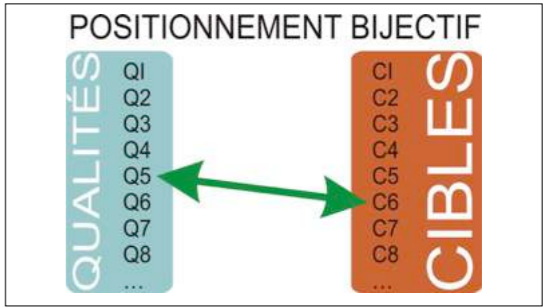 POSITIONNEMENT BIJECTIF
QUALITÉS
QI
Q2
Q3
Q4
Q5
Q6
Q7
Q8
...
CI
C2
C3
C4
C5
C6
C7
C8
...
CIBLES